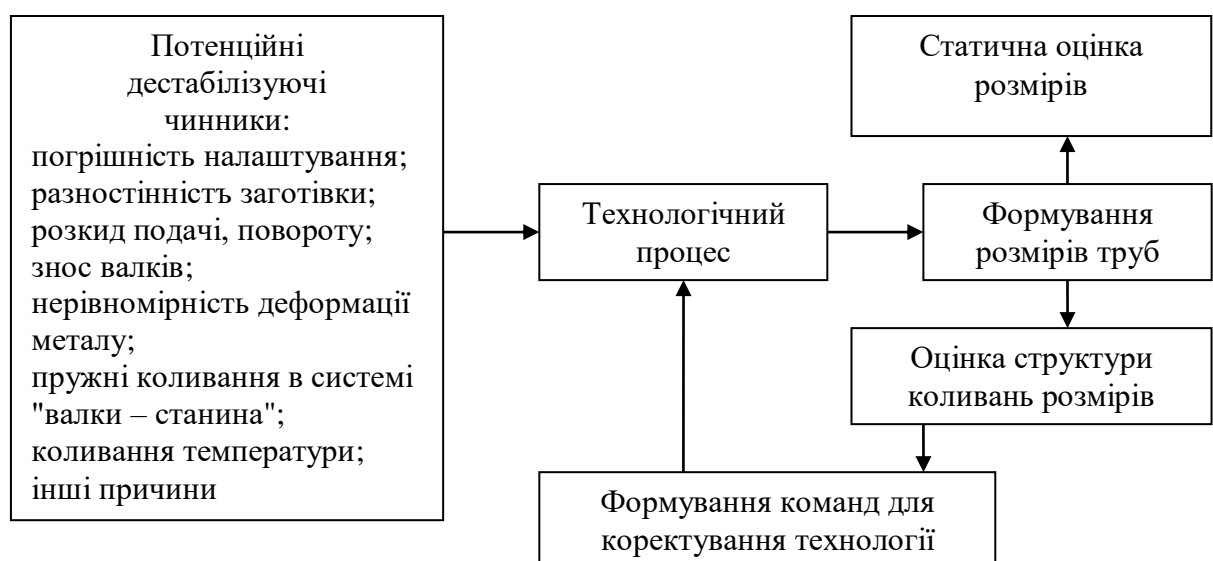 Потенційні
дестабілізуючі
чинники:
погрішність налаштування;
разностінність заготівки;
розкид подачі, повороту;
знос валків;
нерівномірність деформації
металу;
пружні коливання в системі
"валки – станина";
коливання температури;
інші причини
Технологічний
процес
Статична оцінка
розмірів
Формування
розмірів труб
Оцінка структури
коливань розмірів
Формування команд для
коректування технології